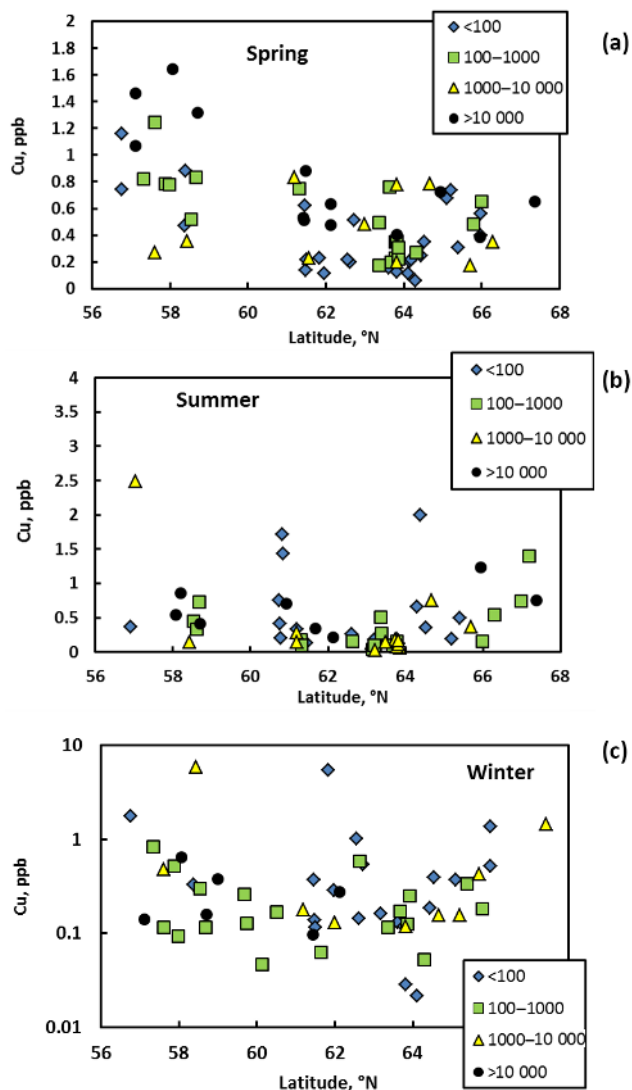 (a)
Spring
<100
100–1000
1000–10 000
>10 000
Cu, ppb
2
1.8
1.6
1.4
1.2
1
0.8
0.6
0.4
0.2
0
56 58 60 62 64 66 68
Latitude, °N
(b)
Summer
<100
100–1000
1000–10 000
>10 000
Cu, ppb
4
3.5
3
2.5
2
1.5
1
0.5
0
56 58 60 62 64 66 68
Latitude, °N
(c)
Winter
Cu, ppb
10
1
0.1
0.01
56 58 60 62 64
Latitude, °N
<100
100–1000
1000–10 000
>10 000